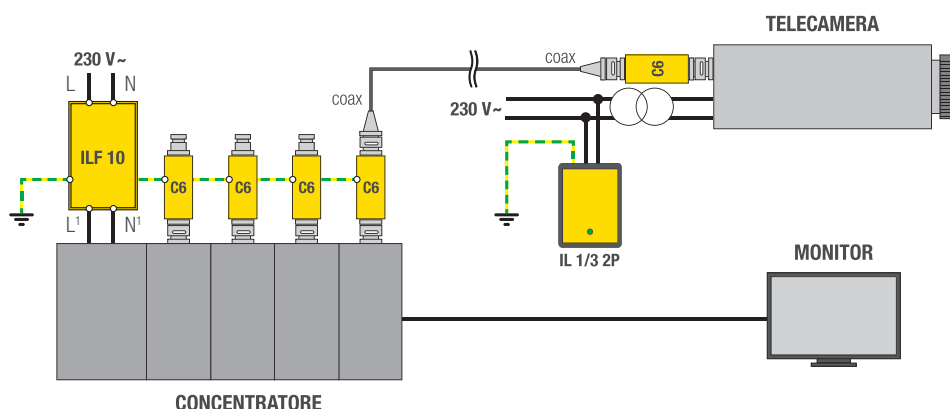 TELECAMERA
230 V~
L N
coax
C6
coax
230 V~
ILF 10
C6
C6
C6
C6
L¹ N¹
IL 1/3 2P
MONITOR
CONCENTRATORE